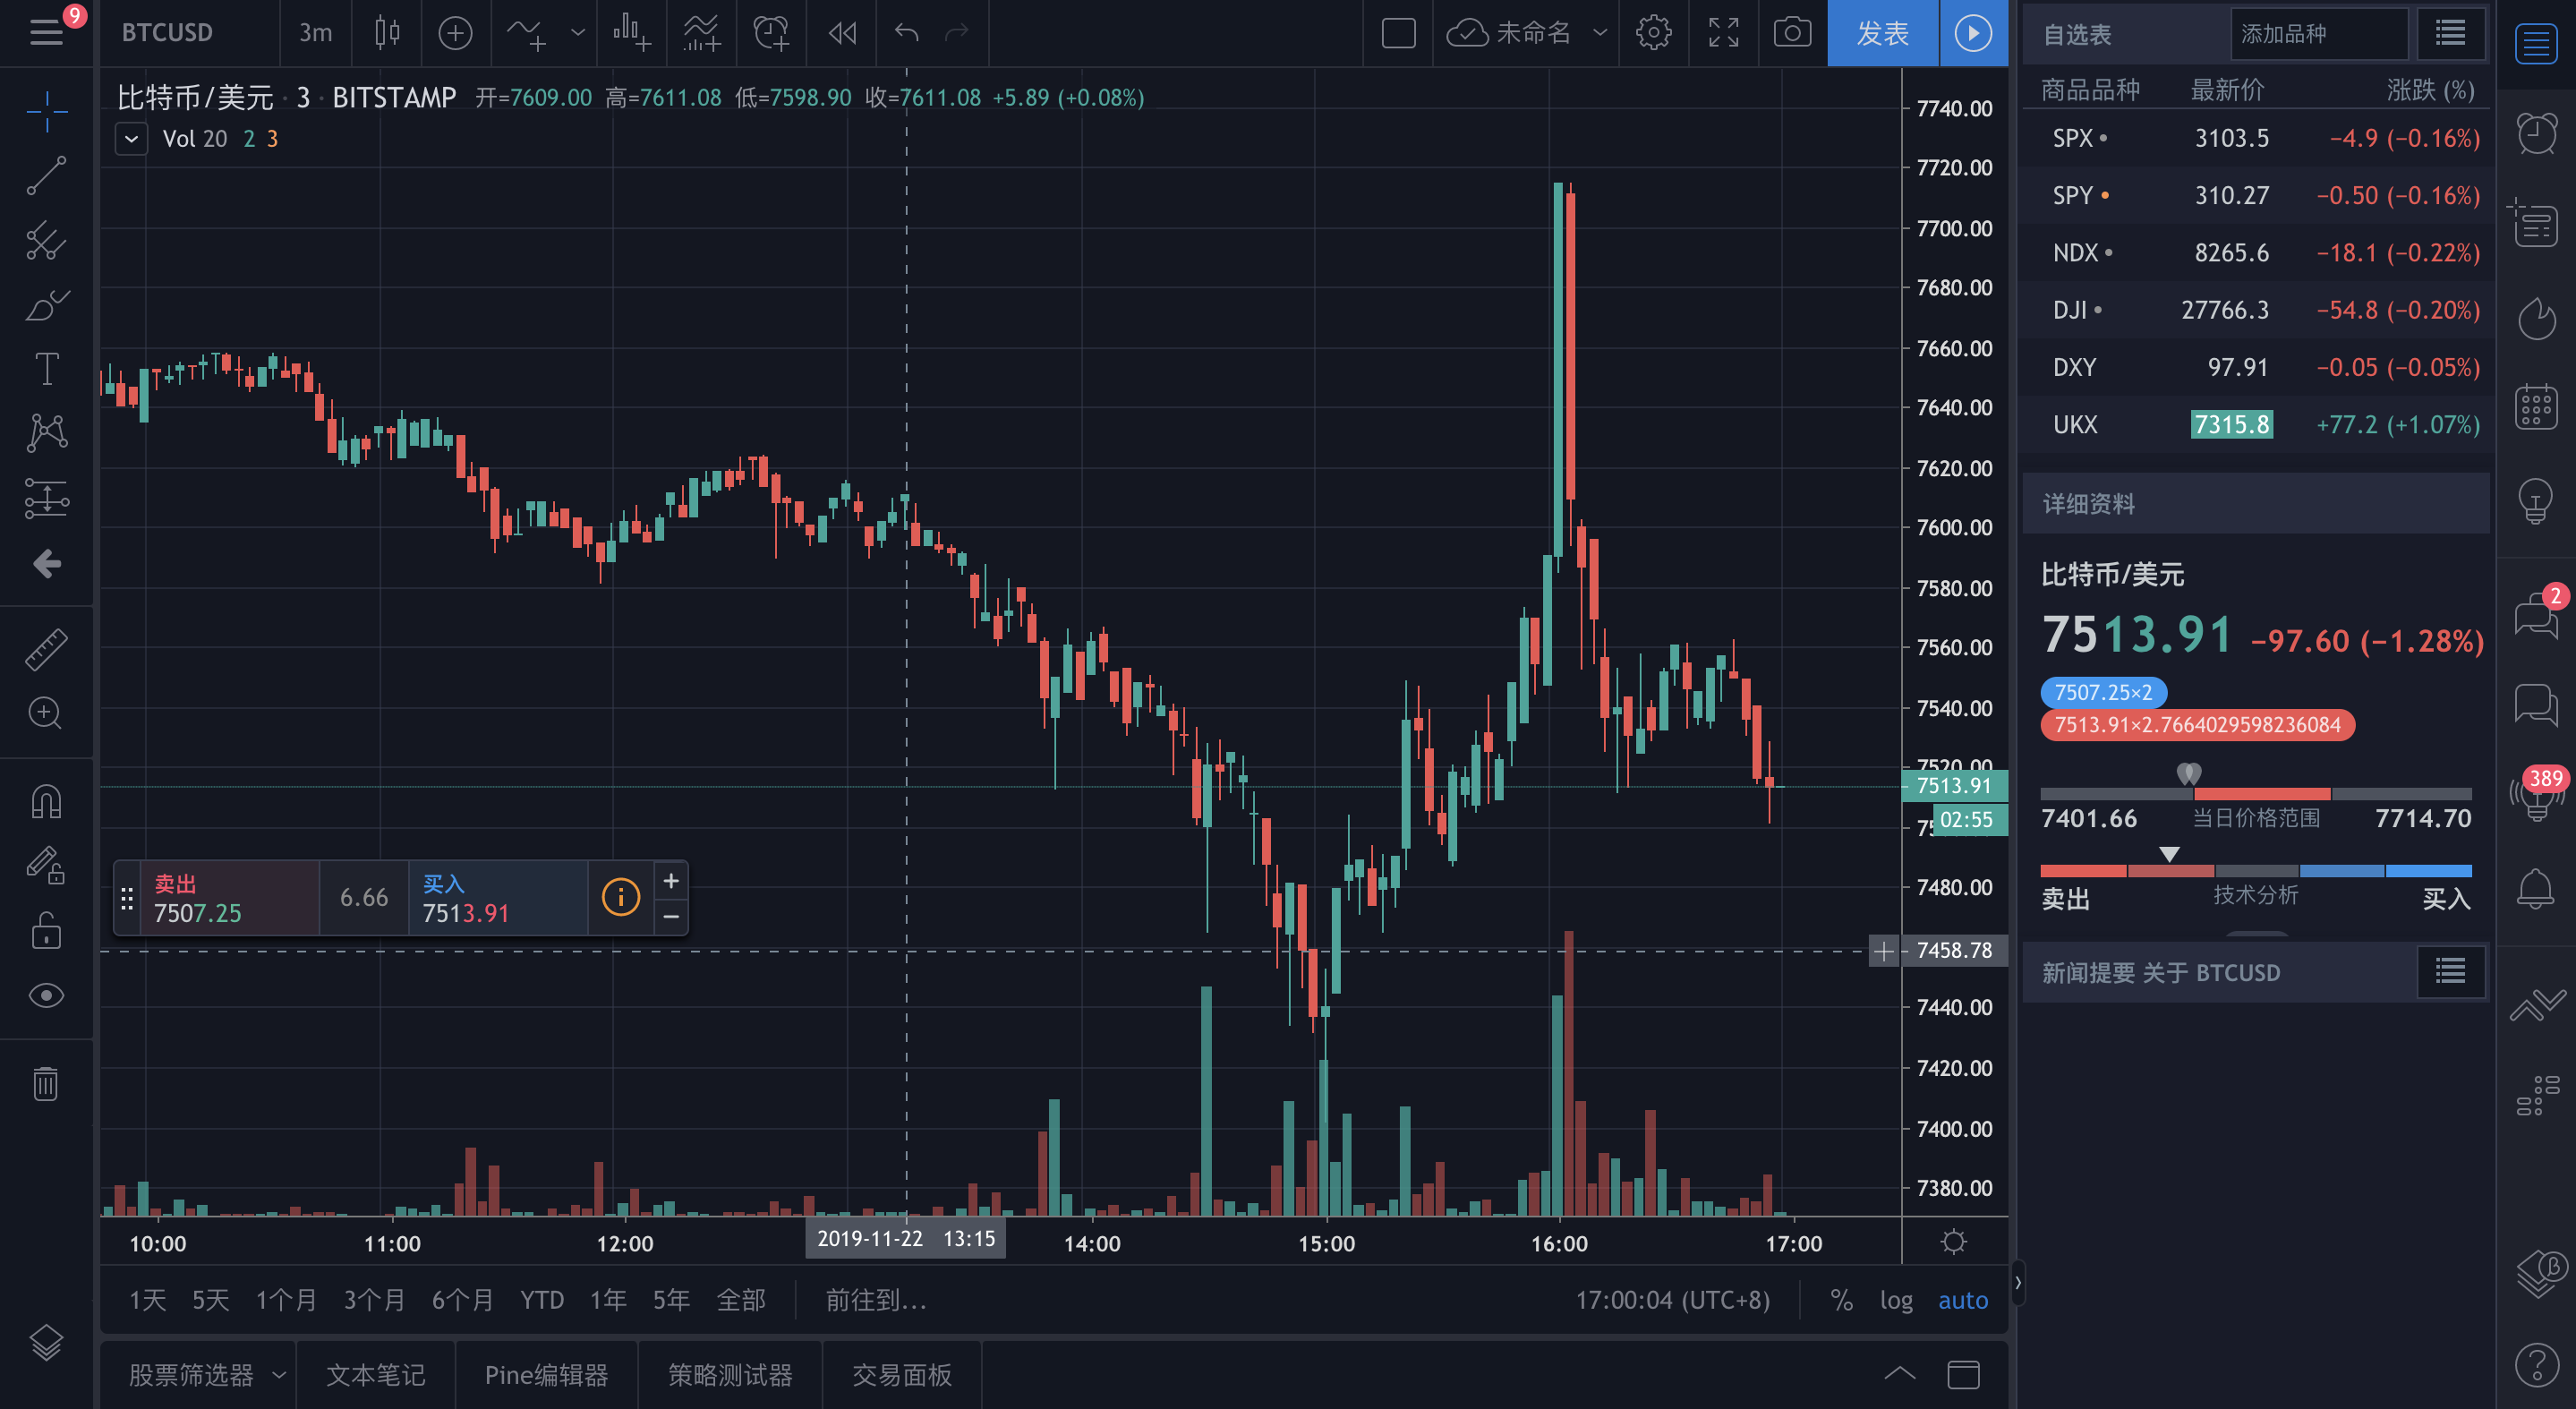 9
BTCUSD
3m
未命名
发表
比特币/美元 · 3 · BITSTAMP 开=7609.00 高=7611.08 低=7598.90 收=7611.08 +5.89 (+0.08%)
Vol 20 2 3
7740.00
7720.00
7700.00
7680.00
7660.00
7640.00
7620.00
7600.00
7580.00
7560.00
7540.00
7520.00
7513.91
02:55
7480.00
7458.78
7440.00
7420.00
7400.00
7380.00
卖出
7507.25
6.66
买入
7513.91
10:00 11:00 12:00 2019-11-22 13:15 14:00 15:00 16:00 17:00
1天 5天 1个月 3个月 6个月 YTD 1年 5年 全部 前往到... 17:00:04 (UTC+8) % log auto
股票筛选器 文本笔记 Pine编辑器 策略测试器 交易面板
自选表 添加品种
商品品种 最新价 涨跌 (%)
SPX 3103.5 −4.9 (−0.16%)
SPY 310.27 −0.50 (−0.16%)
NDX 8265.6 −18.1 (−0.22%)
DJI 27766.3 −54.8 (−0.20%)
DXY 97.91 −0.05 (−0.05%)
UKX 7315.8 +77.2 (+1.07%)
详细资料
比特币/美元
7513.91 −97.60 (−1.28%)
7507.25×2
7513.91×2.7664029598236084
7401.66 当日价格范围 7714.70
卖出 技术分析 买入
新闻提要 关于 BTCUSD
2
389
β